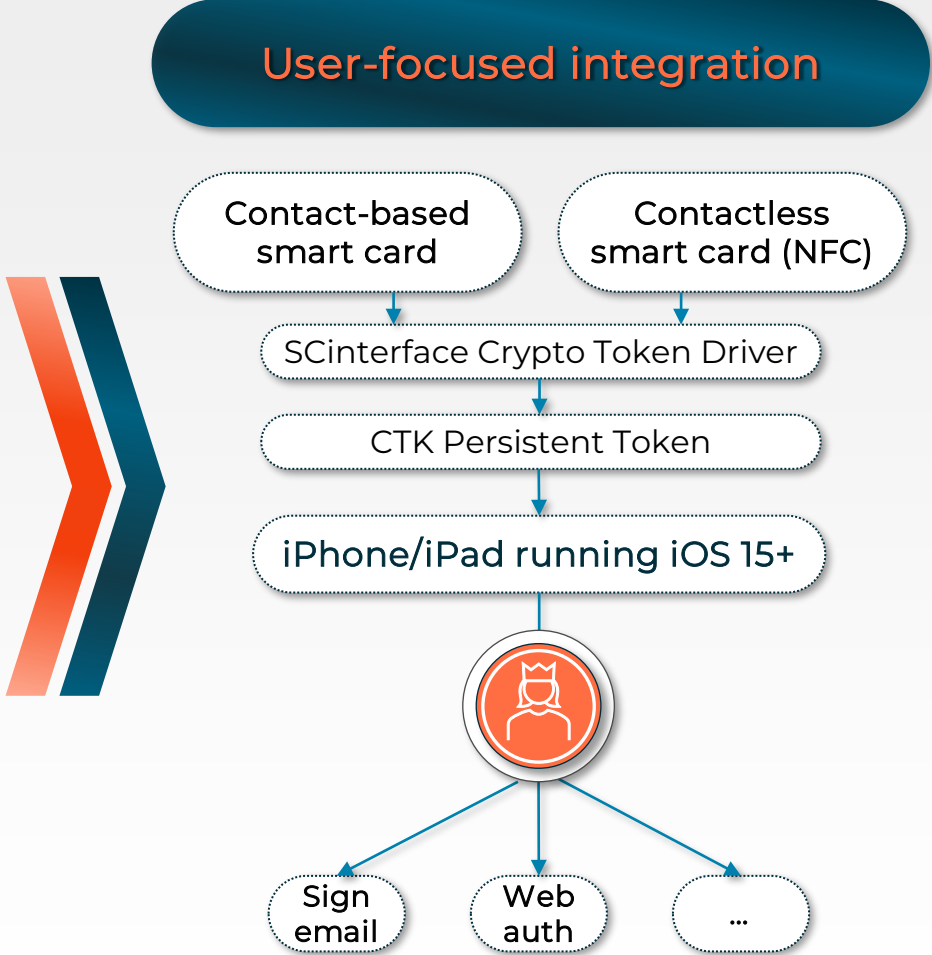 User-focused integration
Contact-based
smart card
Contactless
smart card (NFC)
SCinterface Crypto Token Driver
CTK Persistent Token
iPhone/iPad running iOS 15+
Sign
email
Web
auth
...